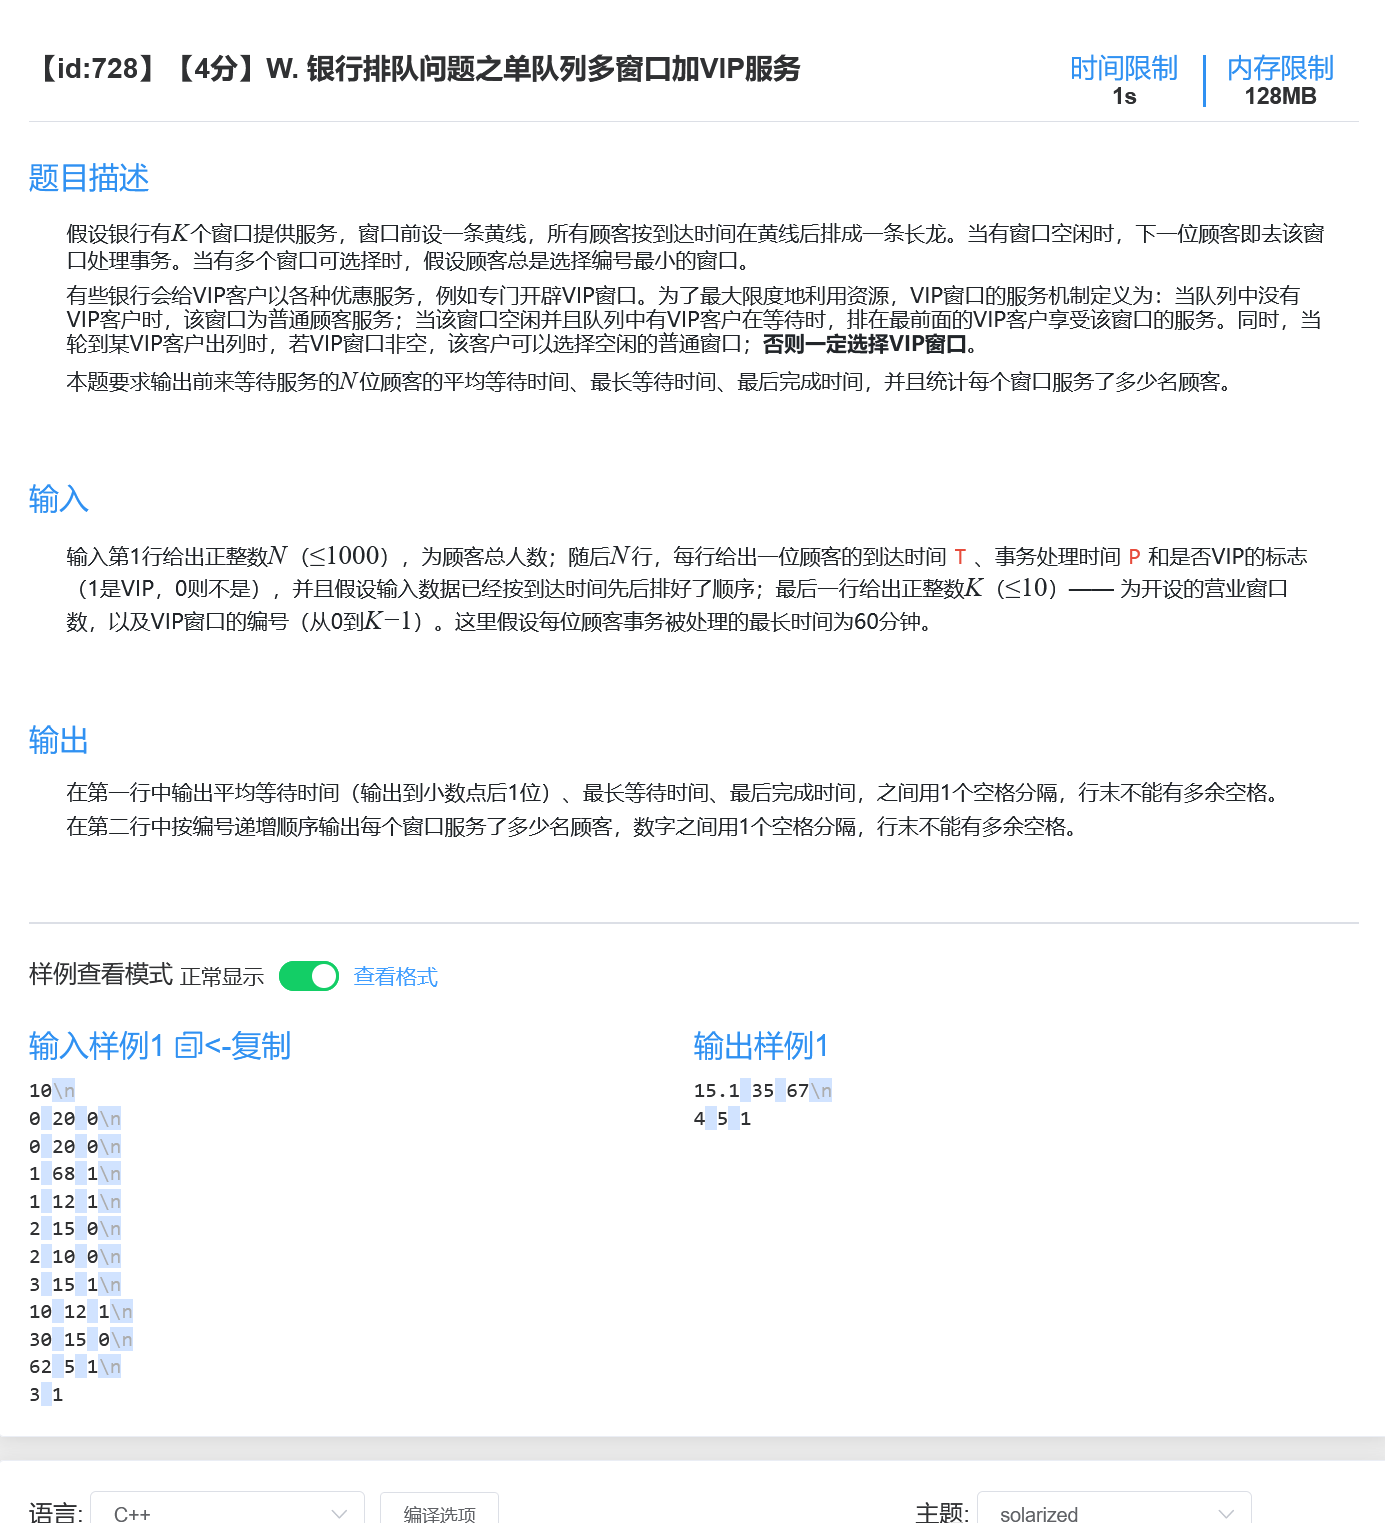 【id:728】【4分】W. 银行排队问题之单队列多窗口加VIP服务
时间限制
1s
内存限制
128MB
题目描述
假设银行有K个窗口提供服务，窗口前设一条黄线，所有顾客按到达时间在黄线后排成一条长龙。当有窗口空闲时，下一位顾客即去该窗
口处理事务。当有多个窗口可选择时，假设顾客总是选择编号最小的窗口。
有些银行会给VIP客户以各种优惠服务，例如专门开辟VIP窗口。为了最大限度地利用资源，VIP窗口的服务机制定义为：当队列中没有
VIP客户时，该窗口为普通顾客服务；当该窗口空闲并且队列中有VIP客户在等待时，排在最前面的VIP客户享受该窗口的服务。同时，当
轮到某VIP客户出列时，若VIP窗口非空，该客户可以选择空闲的普通窗口；否则一定选择VIP窗口。
本题要求输出前来等待服务的N位顾客的平均等待时间、最长等待时间、最后完成时间，并且统计每个窗口服务了多少名顾客。
输入
输入第1行给出正整数N（≤1000），为顾客总人数；随后N行，每行给出一位顾客的到达时间 T 、事务处理时间 P 和是否VIP的标志
（1是VIP，0则不是），并且假设输入数据已经按到达时间先后排好了顺序；最后一行给出正整数K（≤10）—— 为开设的营业窗口
数，以及VIP窗口的编号（从0到K−1）。这里假设每位顾客事务被处理的最长时间为60分钟。
输出
在第一行中输出平均等待时间（输出到小数点后1位）、最长等待时间、最后完成时间，之间用1个空格分隔，行末不能有多余空格。
在第二行中按编号递增顺序输出每个窗口服务了多少名顾客，数字之间用1个空格分隔，行末不能有多余空格。
样例查看模式 正常显示 查看格式
输入样例1 <-复制
10\n
0 20 0\n
0 20 0\n
1 68 1\n
1 12 1\n
2 15 0\n
2 10 0\n
3 15 1\n
10 12 1\n
30 15 0\n
62 5 1\n
3 1
输出样例1
15.1 35 67\n
4 5 1
语言: C++ 编译选项 主题: solarized